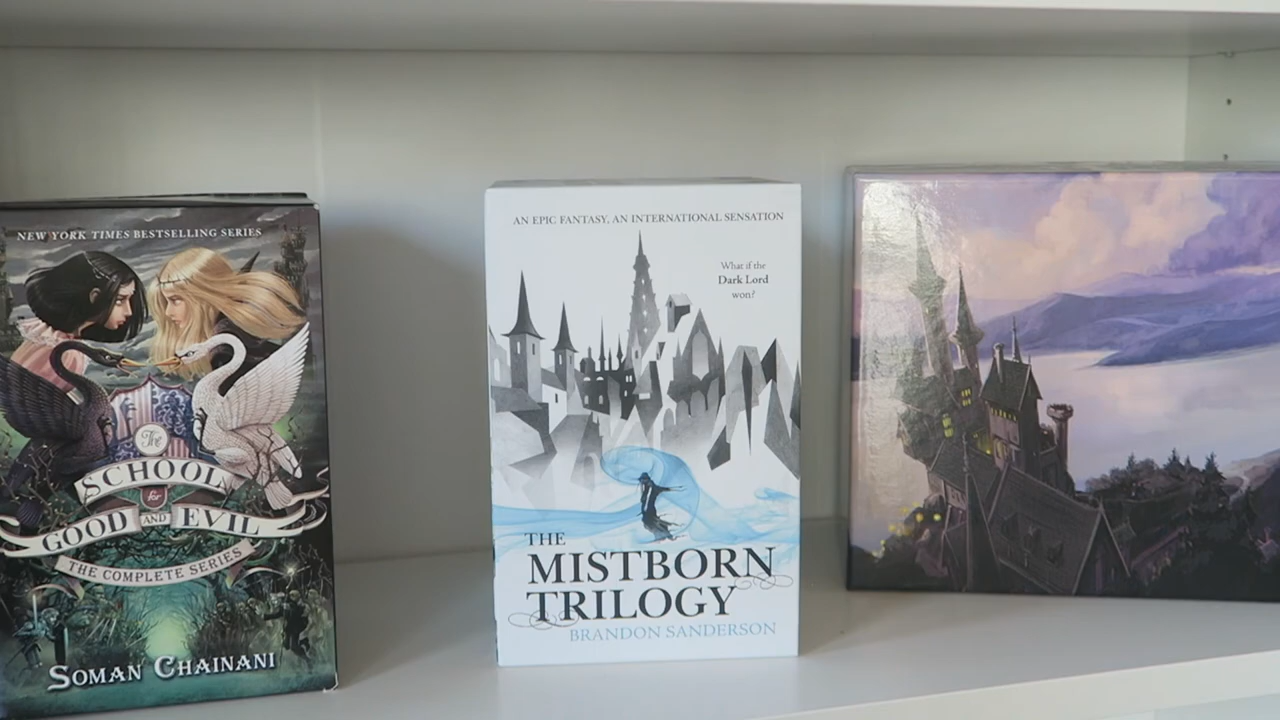 NEW YORK TIMES BESTSELLING SERIES
The
SCHOOL
for
GOOD AND EVIL
THE COMPLETE SERIES
SOMAN CHAINANI
AN EPIC FANTASY, AN INTERNATIONAL SENSATION
What if the
Dark Lord
won?
THE
MISTBORN
TRILOGY
BRANDON SANDERSON